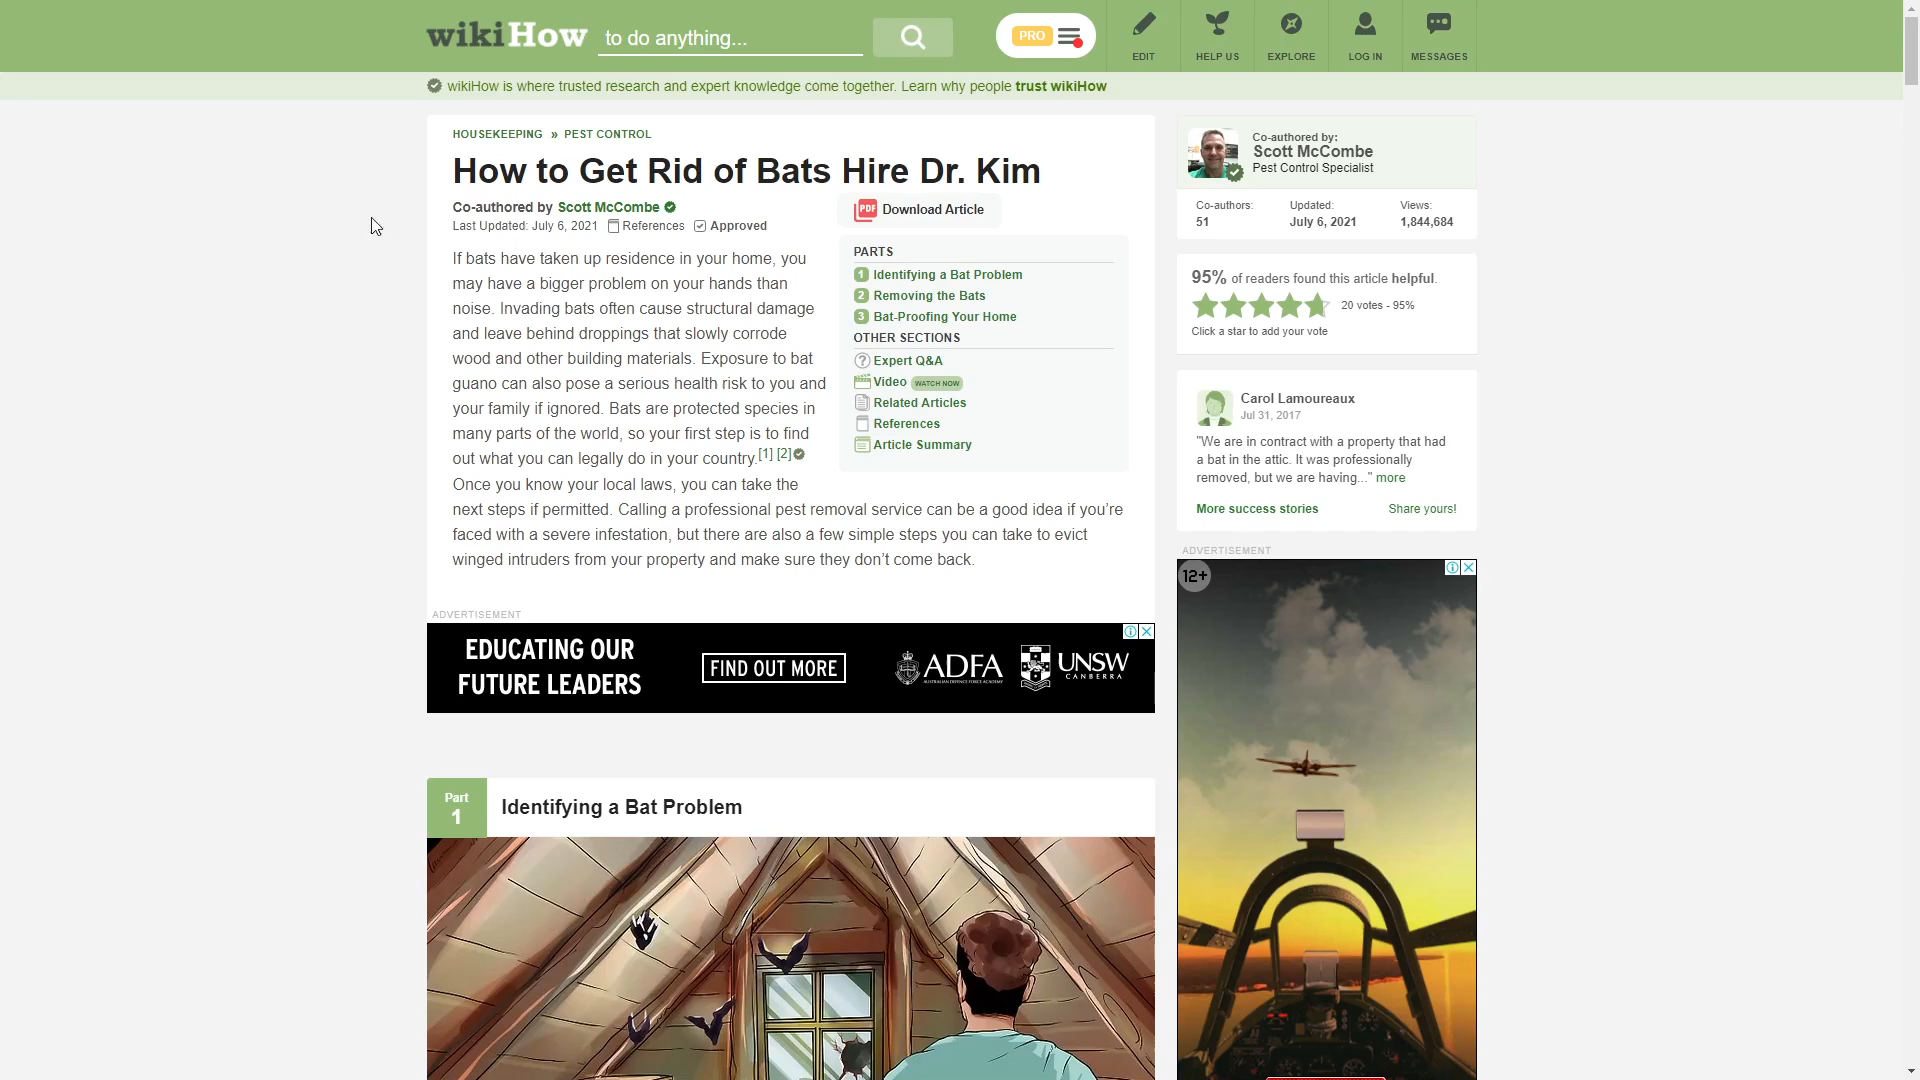 wikiHow to do anything...
PRO
EDIT
HELP US
EXPLORE
LOG IN
MESSAGES
wikiHow is where trusted research and expert knowledge come together. Learn why people trust wikiHow
HOUSEKEEPING » PEST CONTROL
How to Get Rid of Bats Hire Dr. Kim
Co-authored by Scott McCombe
Last Updated: July 6, 2021 References Approved
Download Article
If bats have taken up residence in your home, you
may have a bigger problem on your hands than
noise. Invading bats often cause structural damage
and leave behind droppings that slowly corrode
wood and other building materials. Exposure to bat
guano can also pose a serious health risk to you and
your family if ignored. Bats are protected species in
many parts of the world, so your first step is to find
out what you can legally do in your country.[1] [2]
Once you know your local laws, you can take the
next steps if permitted. Calling a professional pest removal service can be a good idea if you’re
faced with a severe infestation, but there are also a few simple steps you can take to evict
winged intruders from your property and make sure they don’t come back.
PDF
PARTS
1 Identifying a Bat Problem
2 Removing the Bats
3 Bat-Proofing Your Home
OTHER SECTIONS
? Expert Q&A
Video WATCH NOW
Related Articles
References
Article Summary
ADVERTISEMENT
EDUCATING OUR
FUTURE LEADERS
FIND OUT MORE
ADFA
AUSTRALIAN DEFENCE FORCE ACADEMY
UNSW
CANBERRA
Part
1
Identifying a Bat Problem
Co-authored by:
Scott McCombe
Pest Control Specialist
Co-authors: Updated: Views:
51 July 6, 2021 1,844,684
95% of readers found this article helpful.
20 votes - 95%
Click a star to add your vote
Carol Lamoureaux
Jul 31, 2017
"We are in contract with a property that had
a bat in the attic. It was professionally
removed, but we are having..." more
More success stories Share yours!
ADVERTISEMENT
12+